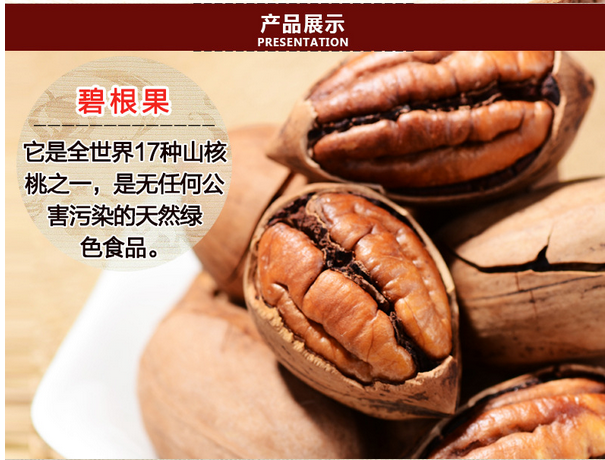 产品展示
PRESENTATION
碧根果
它是全世界17种山核
桃之一，是无任何公
害污染的天然绿
色食品。